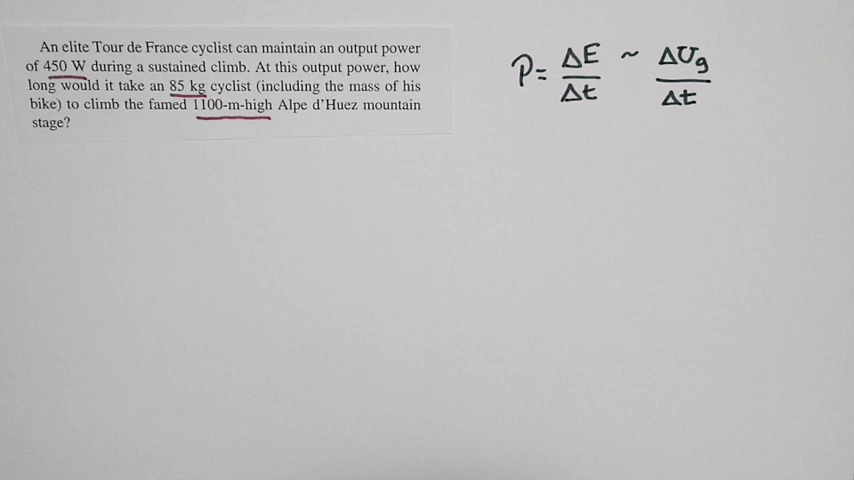 An elite Tour de France cyclist can maintain an output power
of 450 W during a sustained climb. At this output power, how
long would it take an 85 kg cyclist (including the mass of his
bike) to climb the famed 1100-m-high Alpe d'Huez mountain
stage?
P = ΔE/Δt ~ ΔUg/Δt